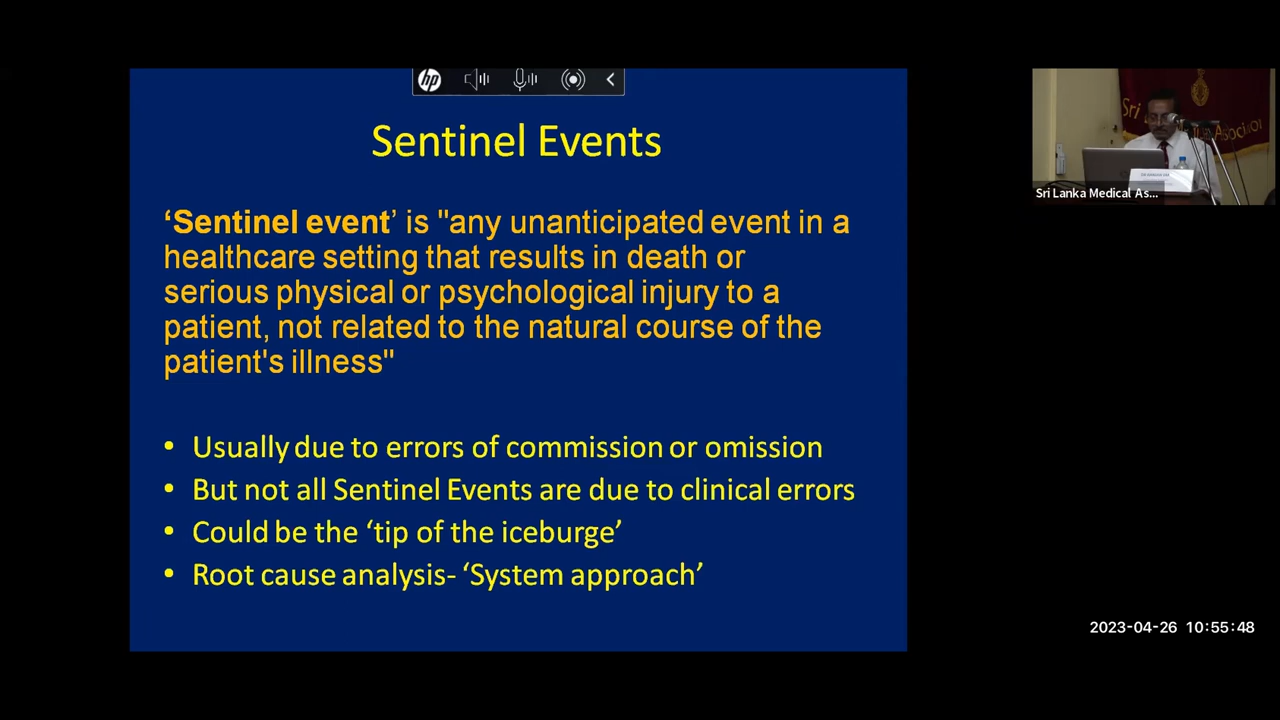 hp
Sentinel Events
‘Sentinel event’ is "any unanticipated event in a
healthcare setting that results in death or
serious physical or psychological injury to a
patient, not related to the natural course of the
patient's illness"
• Usually due to errors of commission or omission
• But not all Sentinel Events are due to clinical errors
• Could be the ‘tip of the iceburge’
• Root cause analysis- ‘System approach’
Sri
Sri Lanka Medical As...
2023-04-26 10:55:48